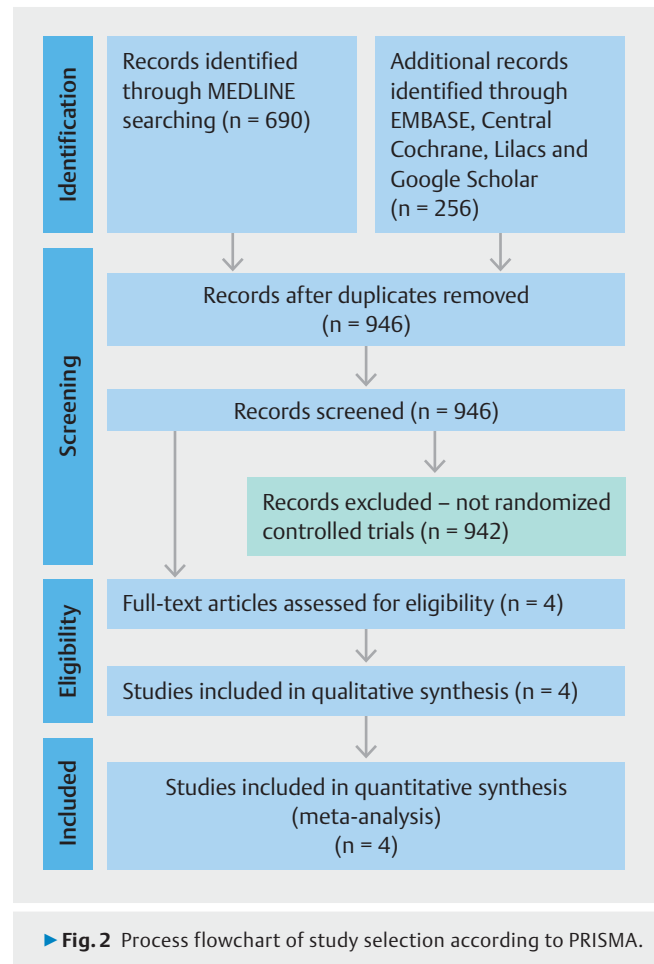 Identification
Records identified
through MEDLINE
searching (n = 690)
Additional records
identified through
EMBASE, Central
Cochrane, Lilacs and
Google Scholar
(n = 256)
Screening
Records after duplicates removed
(n = 946)
Records screened (n = 946)
Records excluded – not randomized
controlled trials (n = 942)
Eligibility
Full-text articles assessed for eligibility (n = 4)
Studies included in qualitative synthesis (n = 4)
Included
Studies included in quantitative synthesis
(meta-analysis)
(n = 4)
▶ Fig. 2 Process flowchart of study selection according to PRISMA.